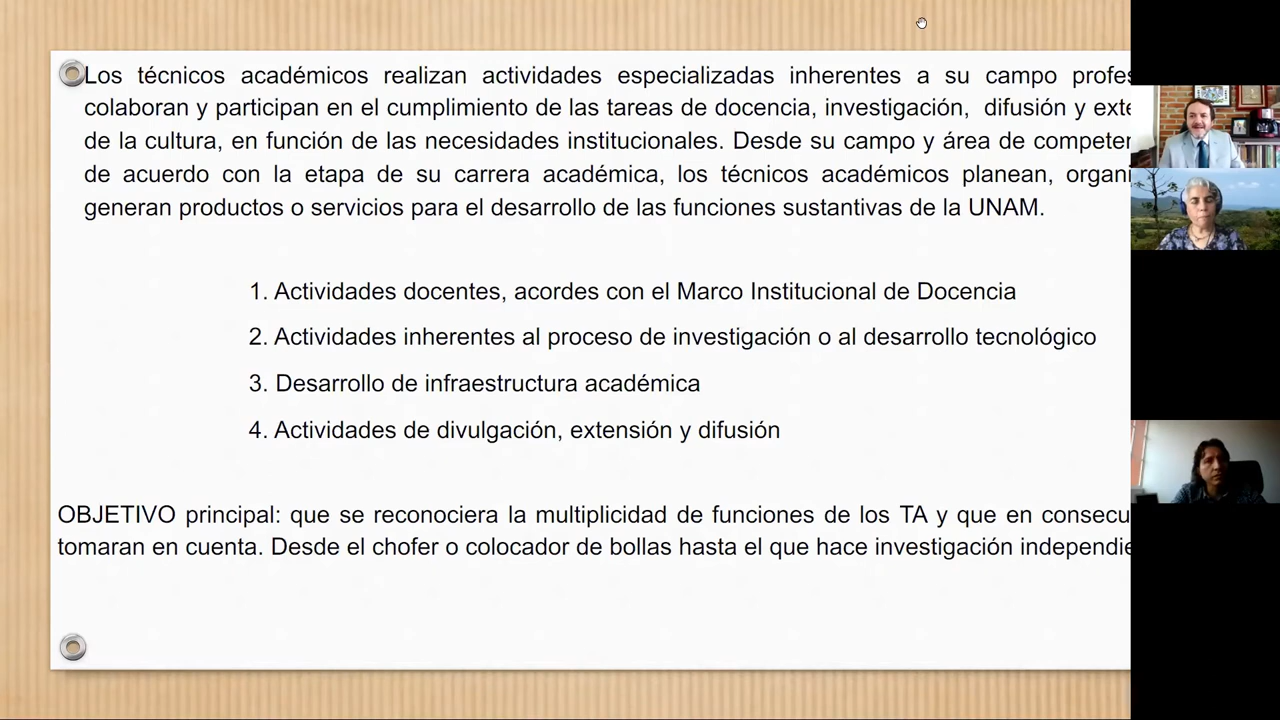 Los técnicos académicos realizan actividades especializadas inherentes a su campo
colaboran y participan en el cumplimiento de las tareas de docencia, investigación, difusión y
de la cultura, en función de las necesidades institucionales. Desde su campo y área de
de acuerdo con la etapa de su carrera académica, los técnicos académicos planean,
generan productos o servicios para el desarrollo de las funciones sustantivas de la UNAM.
1. Actividades docentes, acordes con el Marco Institucional de Docencia
2. Actividades inherentes al proceso de investigación o al desarrollo tecnológico
3. Desarrollo de infraestructura académica
4. Actividades de divulgación, extensión y difusión
OBJETIVO principal: que se reconociera la multiplicidad de funciones de los TA y que en
tomaran en cuenta. Desde el chofer o colocador de bollas hasta el que hace investigación